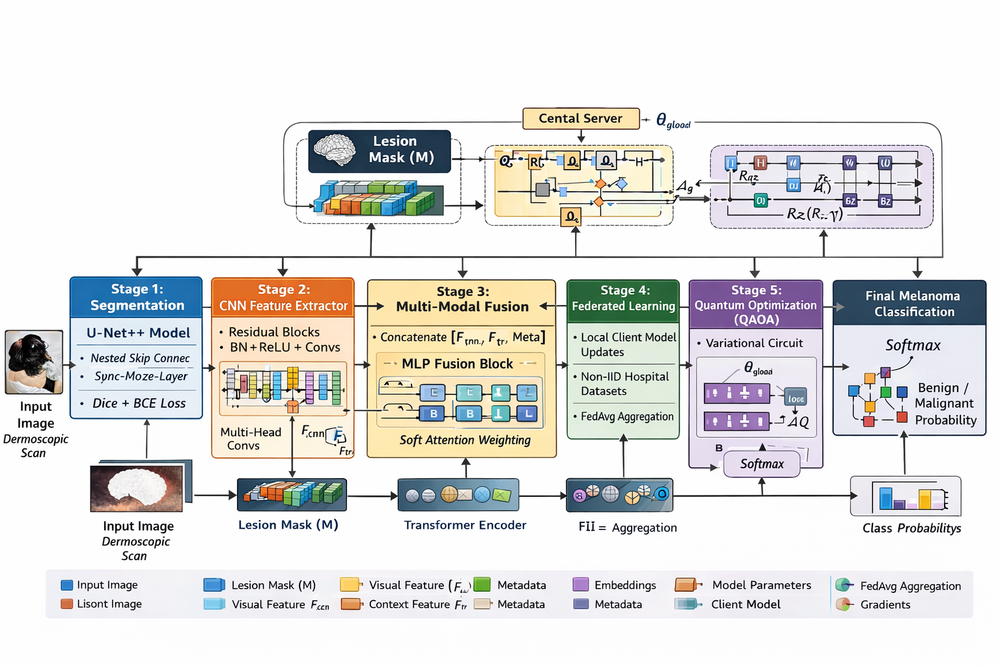 Cental Server
θgloorl
Lesion
Mask (M)
Q
H
H
Rz
Stage 1:
Segmentation
U-Net++ Model
• Nested Skip Connec
• Sync-Moze-Layer
• Dice + BCE Loss
Stage 2:
CNN Feature Extractor
• Residual Blocks
• BN + ReLU + Convs
Multi-Head
Convs
F,cnn
F
Ftr,
Stage 3:
Multi-Modal Fusion
• Concatenate [Fcnn., Ftr, Meta]
MLP Fusion Block
E
t
L
B
B
L
Soft Attention Weighting
Stage 4:
Federated Learning
• Local Client Model
Updates
• Non-IID Hospital
Datasets
• FedAvg Aggregation
Stage 5:
Quantum Optimization
(QAOA)
• Variational Circuit
θgloori
B
Softmax
Final Melanoma
Classification
Softmax
Benign /
Malignant
Probability
Input
Image
Dermoscopic
Scan
Input Image
Dermoscopic
Scan
Lesion Mask (M)
Transformer Encoder
FII = Aggregation
Class Probabilitys
Input Image
Lesion Mask (M)
Visual Feature
Metadata
Embeddings
Model Parameters
FedAvg Aggregation
Lisont Image
Visual Feature F,ccn
Context Feature Ftr
Metadata
Metadata
Client Model
Gradients